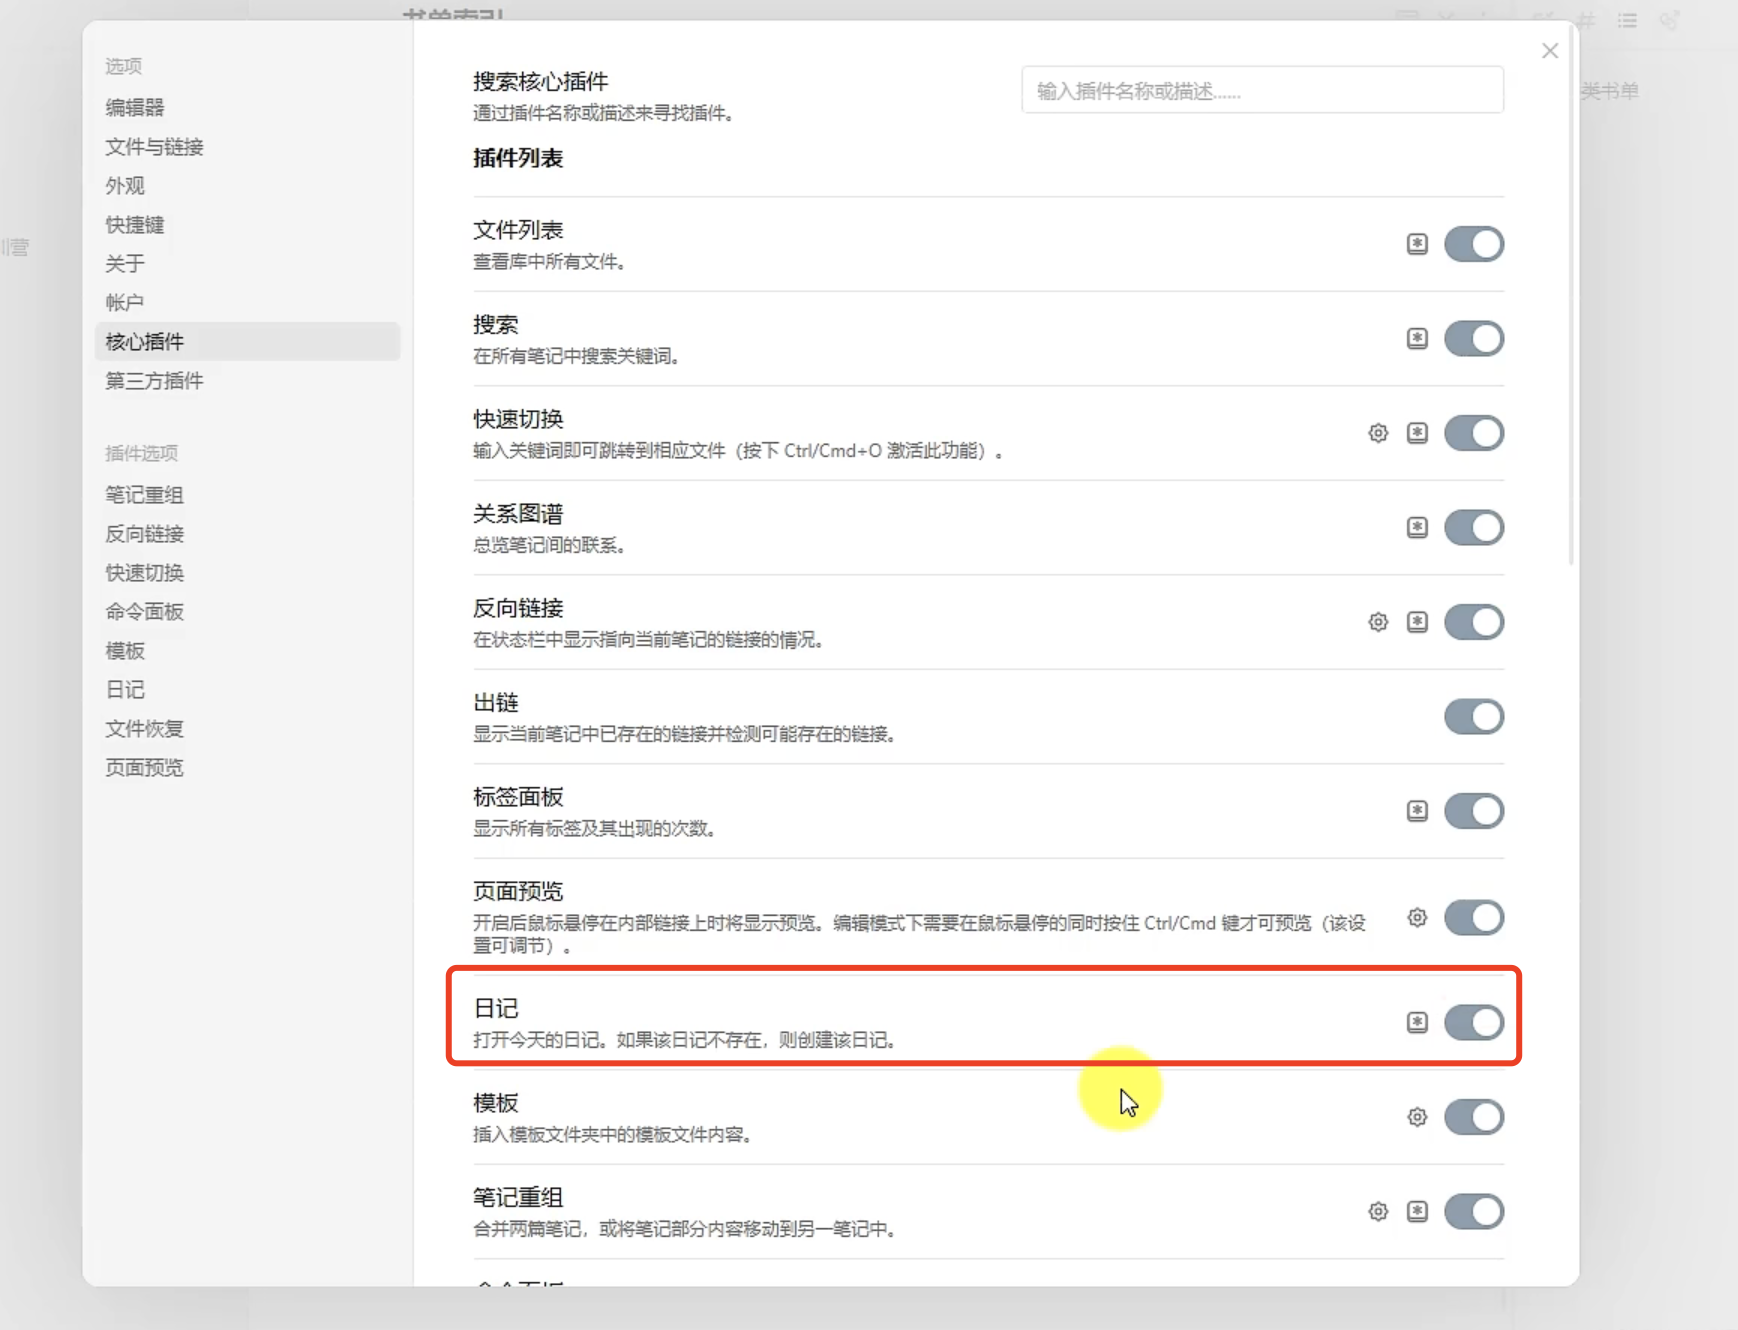 选项
编辑器
文件与链接
外观
快捷键
关于
帐户
核心插件
第三方插件
插件选项
笔记重组
反向链接
快速切换
命令面板
模板
日记
文件恢复
页面预览
搜索核心插件
通过插件名称或描述来寻找插件。
输入插件名称或描述......
插件列表
文件列表
查看库中所有文件。
搜索
在所有笔记中搜索关键词。
快速切换
输入关键词即可跳转到相应文件（按下 Ctrl/Cmd+O 激活此功能）。
关系图谱
总览笔记间的联系。
反向链接
在状态栏中显示指向当前笔记的链接的情况。
出链
显示当前笔记中已存在的链接并检测可能存在的链接。
标签面板
显示所有标签及其出现的次数。
页面预览
开启后鼠标悬停在内部链接上时将显示预览。编辑模式下需要在鼠标悬停的同时按住 Ctrl/Cmd 键才可预览（该设
置可调节）。
日记
打开今天的日记。如果该日记不存在，则创建该日记。
模板
插入模板文件夹中的模板文件内容。
笔记重组
合并两篇笔记，或将笔记部分内容移动到另一笔记中。
类书单